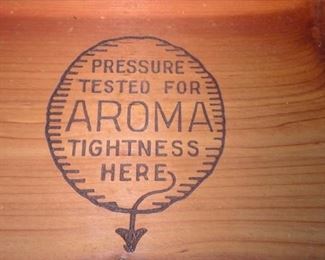 PRESSURE
TESTED FOR
AROMA
TIGHTNESS
HERE